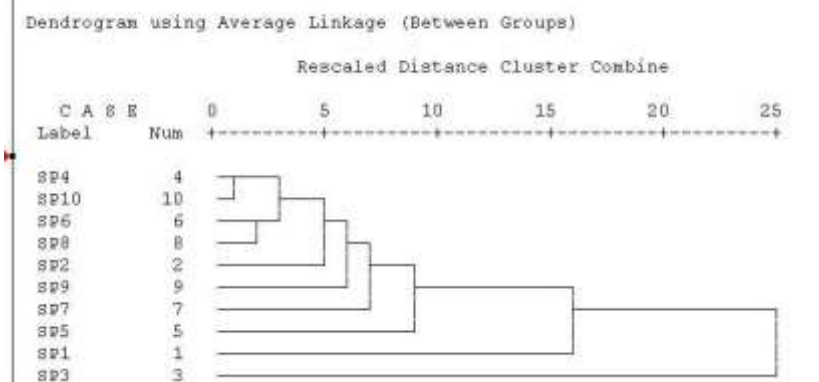 Dendrogram using Average Linkage (Between Groups)
Rescaled Distance Cluster Combine
C A S E 0 5 10 15 20 25
Label Num +---------+---------+---------+---------+---------+
SP4 4
SP10 10
SP6 6
SP8 8
SP2 2
SP9 9
SP7 7
SP5 5
SP1 1
SP3 3